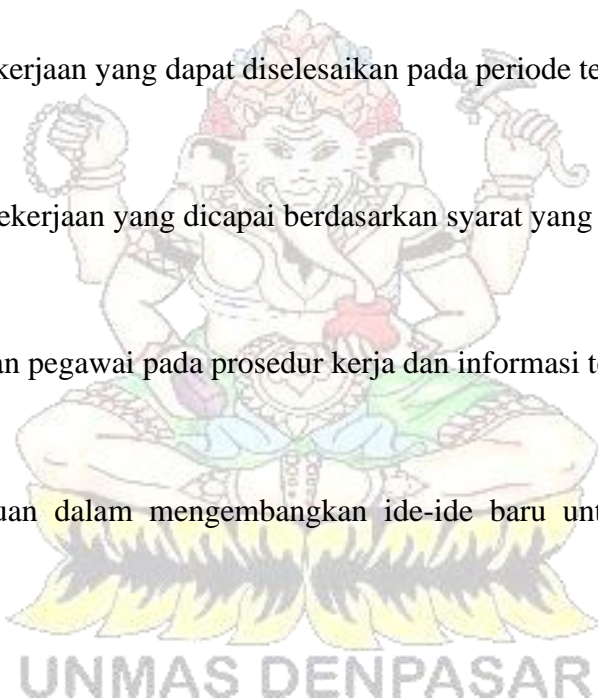 kerjaan yang dapat diselesaikan pada periode te
ekerjaan yang dicapai berdasarkan syarat yang
an pegawai pada prosedur kerja dan informasi te
uan dalam mengembangkan ide-ide baru unt
UNMAS DENPASAR